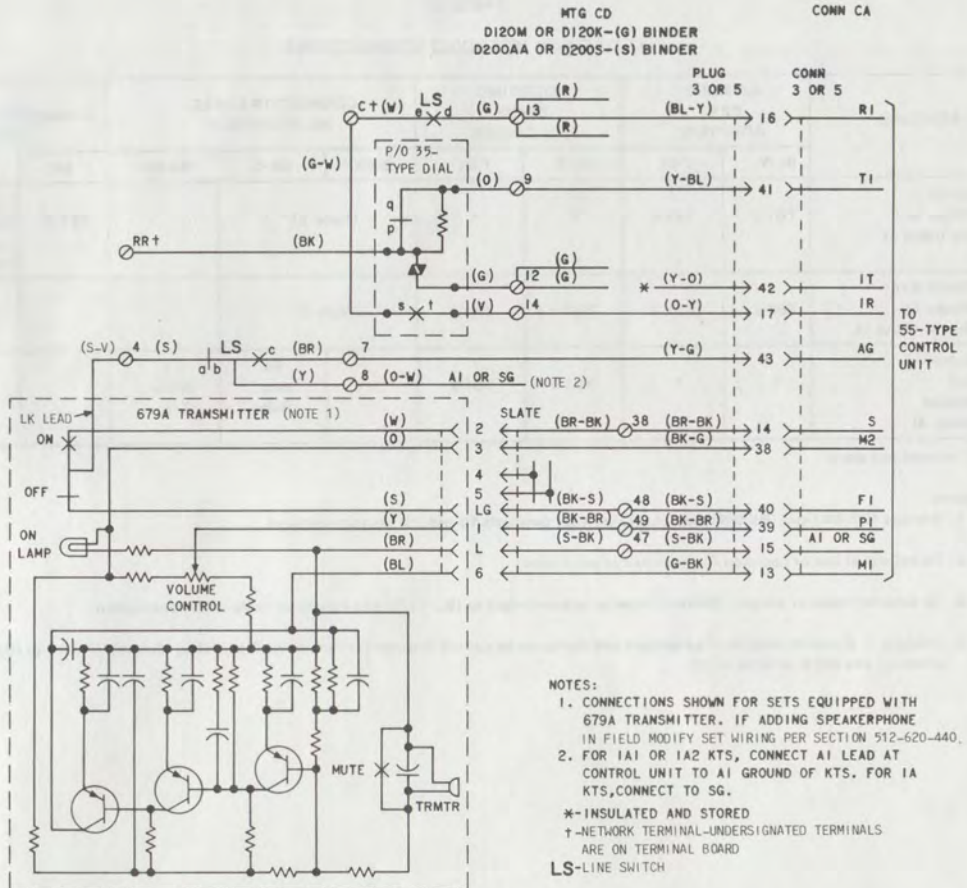 MTG CD
D120M OR D120K-(G) BINDER
D200AA OR D200S-(S) BINDER
CONN CA
PLUG
3 OR 5
CONN
3 OR 5
C†(W) LS e d (G) 13 (R) (R) (BL-Y) 16 R1
(G-W)
P/O 35-
TYPE DIAL
(O) 9 (Y-BL) 41 T1
q
p
RR† (BK)
(G) 12 (G) (G) * (Y-O) 42 IT
s t (V) 14 (O-Y) 17 IR
TO
55-TYPE
CONTROL
UNIT
(S-V) 4 (S) LS a b c (BR) 7 (Y-G) 43 AG
(Y) 8 (O-W) A1 OR SG (NOTE 2)
LK LEAD
679A TRANSMITTER (NOTE 1)
SLATE
ON
(W) 2 (BR-BK) 38 (BR-BK) 14 S
(O) 3 (BK-G) 38 M2
4
5
OFF
(S) LG (BK-S) 48 (BK-S) 40 F1
(Y) (BK-BR) 49 (BK-BR) 39 P1
ON
LAMP
(BR) L (S-BK) 47 (S-BK) 15 A1 OR SG
(BL) 6 (G-BK) 13 M1
VOLUME
CONTROL
MUTE
TRMTR
NOTES:
1. CONNECTIONS SHOWN FOR SETS EQUIPPED WITH
679A TRANSMITTER. IF ADDING SPEAKERPHONE
IN FIELD MODIFY SET WIRING PER SECTION 512-620-440.
2. FOR 1A1 OR 1A2 KTS, CONNECT A1 LEAD AT
CONTROL UNIT TO A1 GROUND OF KTS. FOR 1A
KTS,CONNECT TO SG.
*-INSULATED AND STORED
†-NETWORK TERMINAL-UNDERSIGNATED TERMINALS
ARE ON TERMINAL BOARD
LS-LINE SWITCH